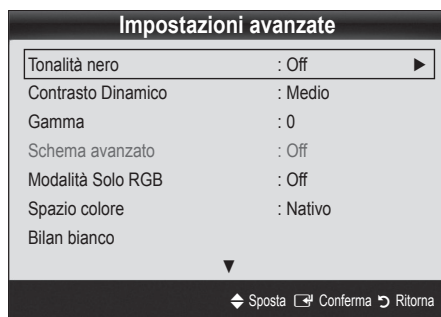 Impostazioni avanzate
Tonalità nero : Off ►
Contrasto Dinamico : Medio
Gamma : 0
Schema avanzato : Off
Modalità Solo RGB : Off
Spazio colore : Nativo
Bilan bianco
▼
Sposta Conferma Ritorna